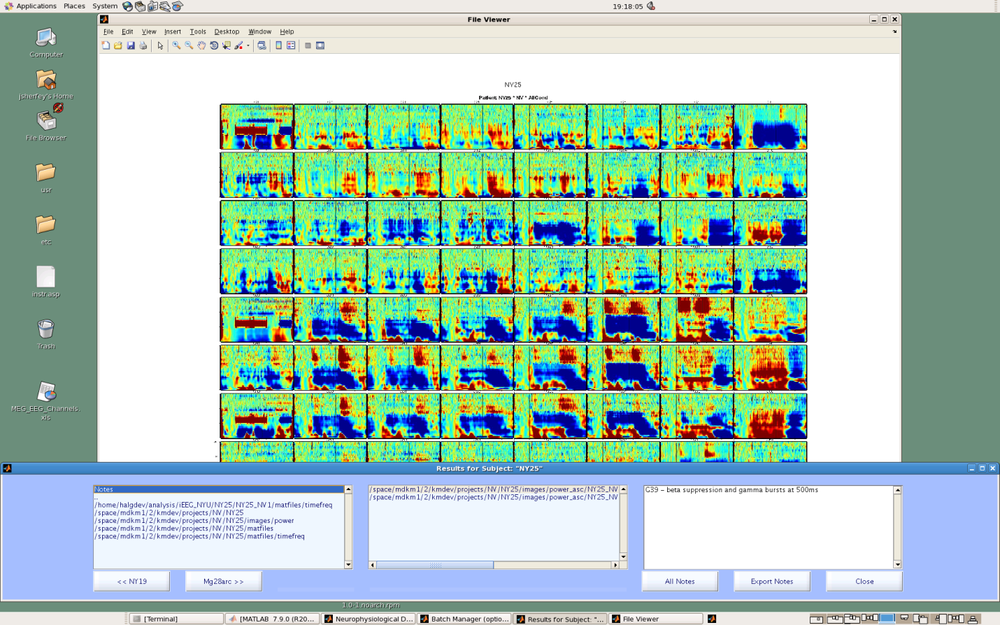 Applications Places System
19:18:05
File Viewer
File Edit View Insert Tools Desktop Window Help
Computer
jsherfey's Home
File Browser
usr
etc
instr.asp
Trash
MEG_EEG_Channels.
xls
NY25
Patient: NY25 * NV * AllCond
Results for Subject: "NY25"
Notes
..
/home/halgdev/analysis/iEEG_NYU/NY25/NY25_NV1/matfiles/timefreq
/space/mdkm1/2/kmdev/projects/NV/NY25
/space/mdkm1/2/kmdev/projects/NV/NY25/images/power
/space/mdkm1/2/kmdev/projects/NV/NY25/matfiles
/space/mdkm1/2/kmdev/projects/NV/NY25/matfiles/timefreq
/space/mdkm1/2/kmdev/projects/NV/NY25/images/power_asc/NY25_NV
/space/mdkm1/2/kmdev/projects/NV/NY25/images/power_asc/NY25_NV
G39 – beta suppression and gamma bursts at 500ms
<< NY19
Mg28arc >>
All Notes
Export Notes
Close
1.0-1.noarch.rpm
[Terminal]
[MATLAB 7.9.0 (R20...
Neurophysiological D...
Batch Manager (optio...
Results for Subject: "...
File Viewer